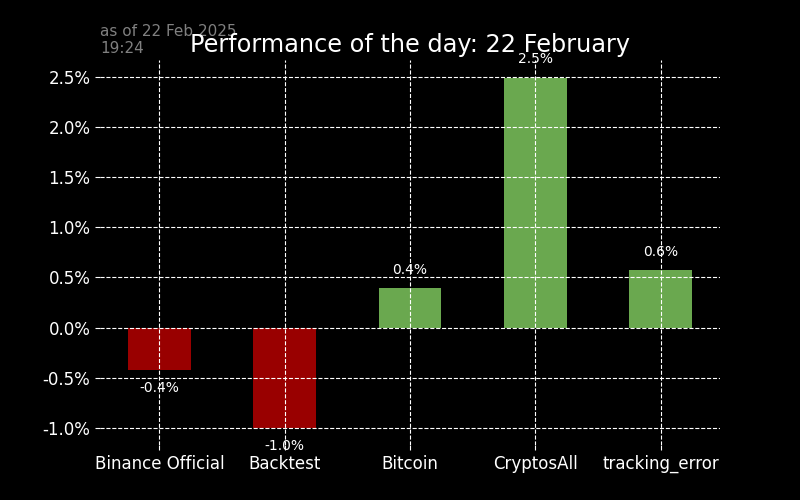 as of 22 Feb 2025
19:24
Performance of the day: 22 February
2.5%
2.0%
1.5%
1.0%
0.5%
0.0%
-0.5%
-1.0%
-0.4%
-1.0%
0.4%
2.5%
0.6%
Binance Official
Backtest
Bitcoin
CryptosAll
tracking_error